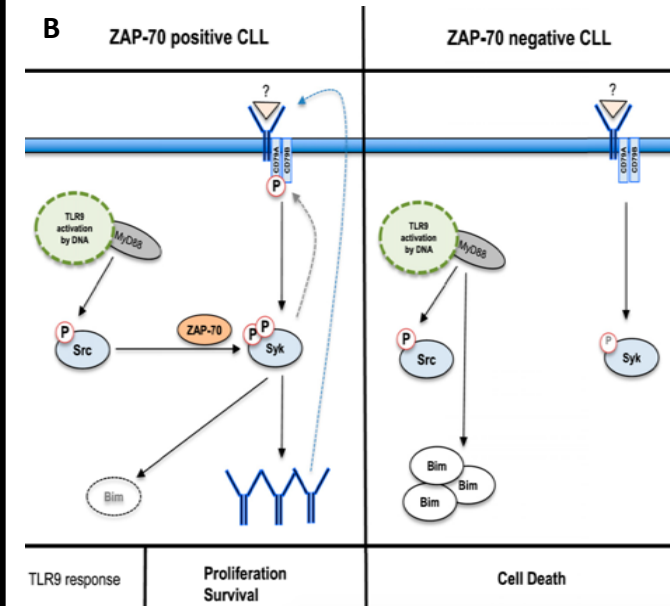 B
ZAP-70 positive CLL
ZAP-70 negative CLL
?
CD79A
CD79B
P
TLR9
activation
by DNA
MyD88
P
Src
ZAP-70
P
P
Syk
Bim
?
CD79A
CD79B
TLR9
activation
by DNA
MyD88
P
Src
P
Syk
Bim
Bim
Bim
TLR9 response
Proliferation
Survival
Cell Death